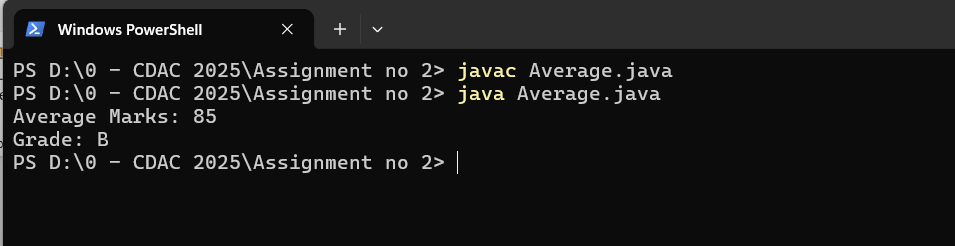 Windows PowerShell
PS D:\0 - CDAC 2025\Assignment no 2> javac Average.java
PS D:\0 - CDAC 2025\Assignment no 2> java Average.java
Average Marks: 85
Grade: B
PS D:\0 - CDAC 2025\Assignment no 2>